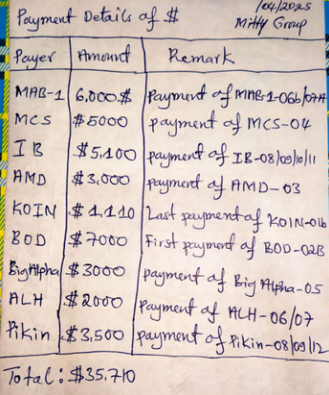 Payment Details of $ /04/2025
Mitty Group
Payer Amount Remark
MAB-1 6,000$ Payment of MAB-1-06b/07A
MCS $5000 payment of MCS-04
IB $5,100 payment of IB-08/09/10/11
AMD $3,000 payment of AMD-03
KOIN $1,110 Last payment of KOIN-01b
BOD $7000 First payment of BOD-02B
BigAlpha $3000 payment of Big Alpha-05
ALH $2000 Payment of ALH-06/07
Pikin $3,500 payment of Pikin-08/09/12
Total: $35.710